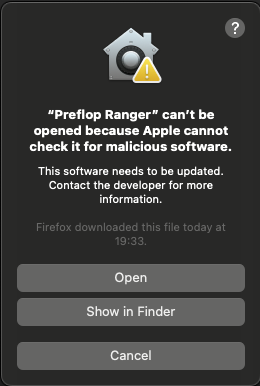 ?
“Preflop Ranger” can’t be
opened because Apple cannot
check it for malicious software.
This software needs to be updated.
Contact the developer for more
information.
Firefox downloaded this file today at
19:33.
Open
Show in Finder
Cancel